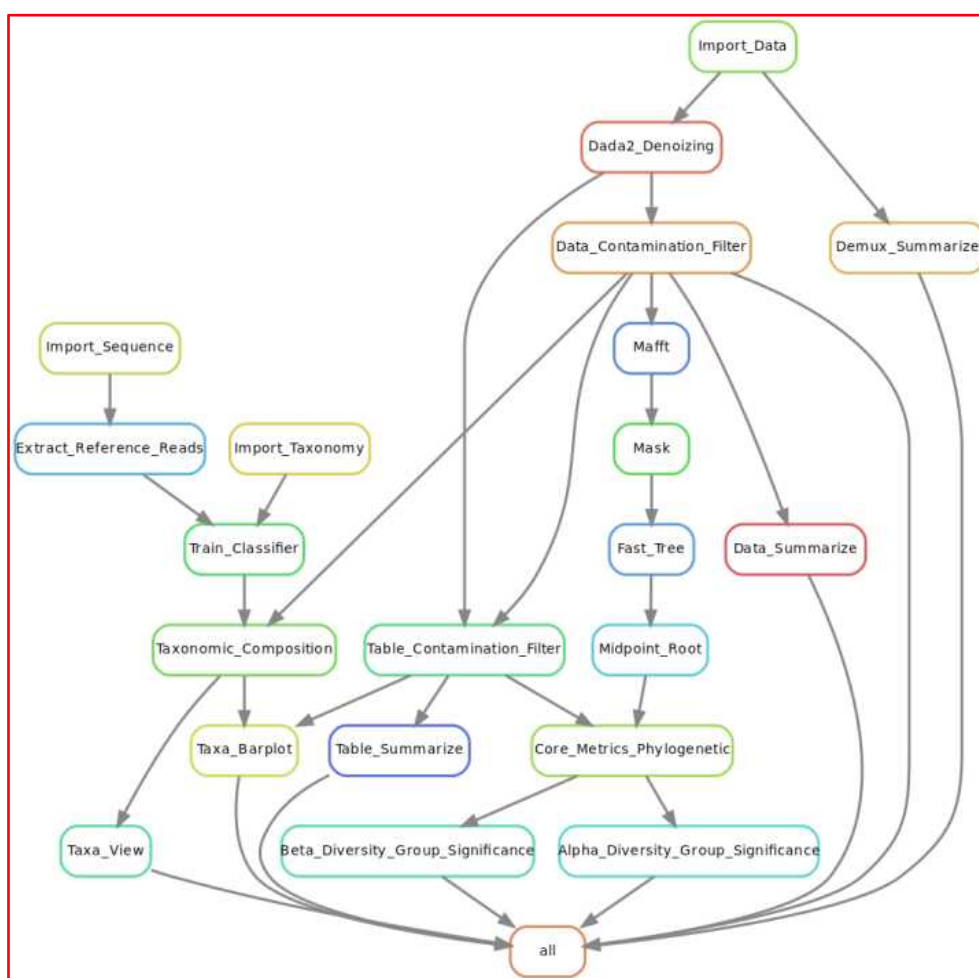 Import_Data
Dada2_Denoizing
Data_Contamination_Filter
Demux_Summarize
Import_Sequence
Mafft
Extract_Reference_Reads
Import_Taxonomy
Mask
Train_Classifier
Fast_Tree
Data_Summarize
Taxonomic_Composition
Table_Contamination_Filter
Midpoint_Root
Taxa_Barplot
Table_Summarize
Core_Metrics_Phylogenetic
Taxa_View
Beta_Diversity_Group_Significance
Alpha_Diversity_Group_Significance
all